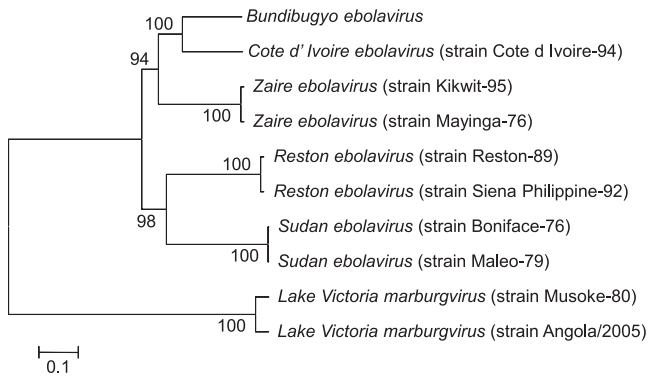 100
Bundibugyo ebolavirus
Cote d' Ivoire ebolavirus (strain Cote d Ivoire-94)
94
Zaire ebolavirus (strain Kikwit-95)
100
Zaire ebolavirus (strain Mayinga-76)
100
Reston ebolavirus (strain Reston-89)
Reston ebolavirus (strain Siena Philippine-92)
98
Sudan ebolavirus (strain Boniface-76)
100
Sudan ebolavirus (strain Maleo-79)
Lake Victoria marburgvirus (strain Musoke-80)
100
Lake Victoria marburgvirus (strain Angola/2005)
0.1